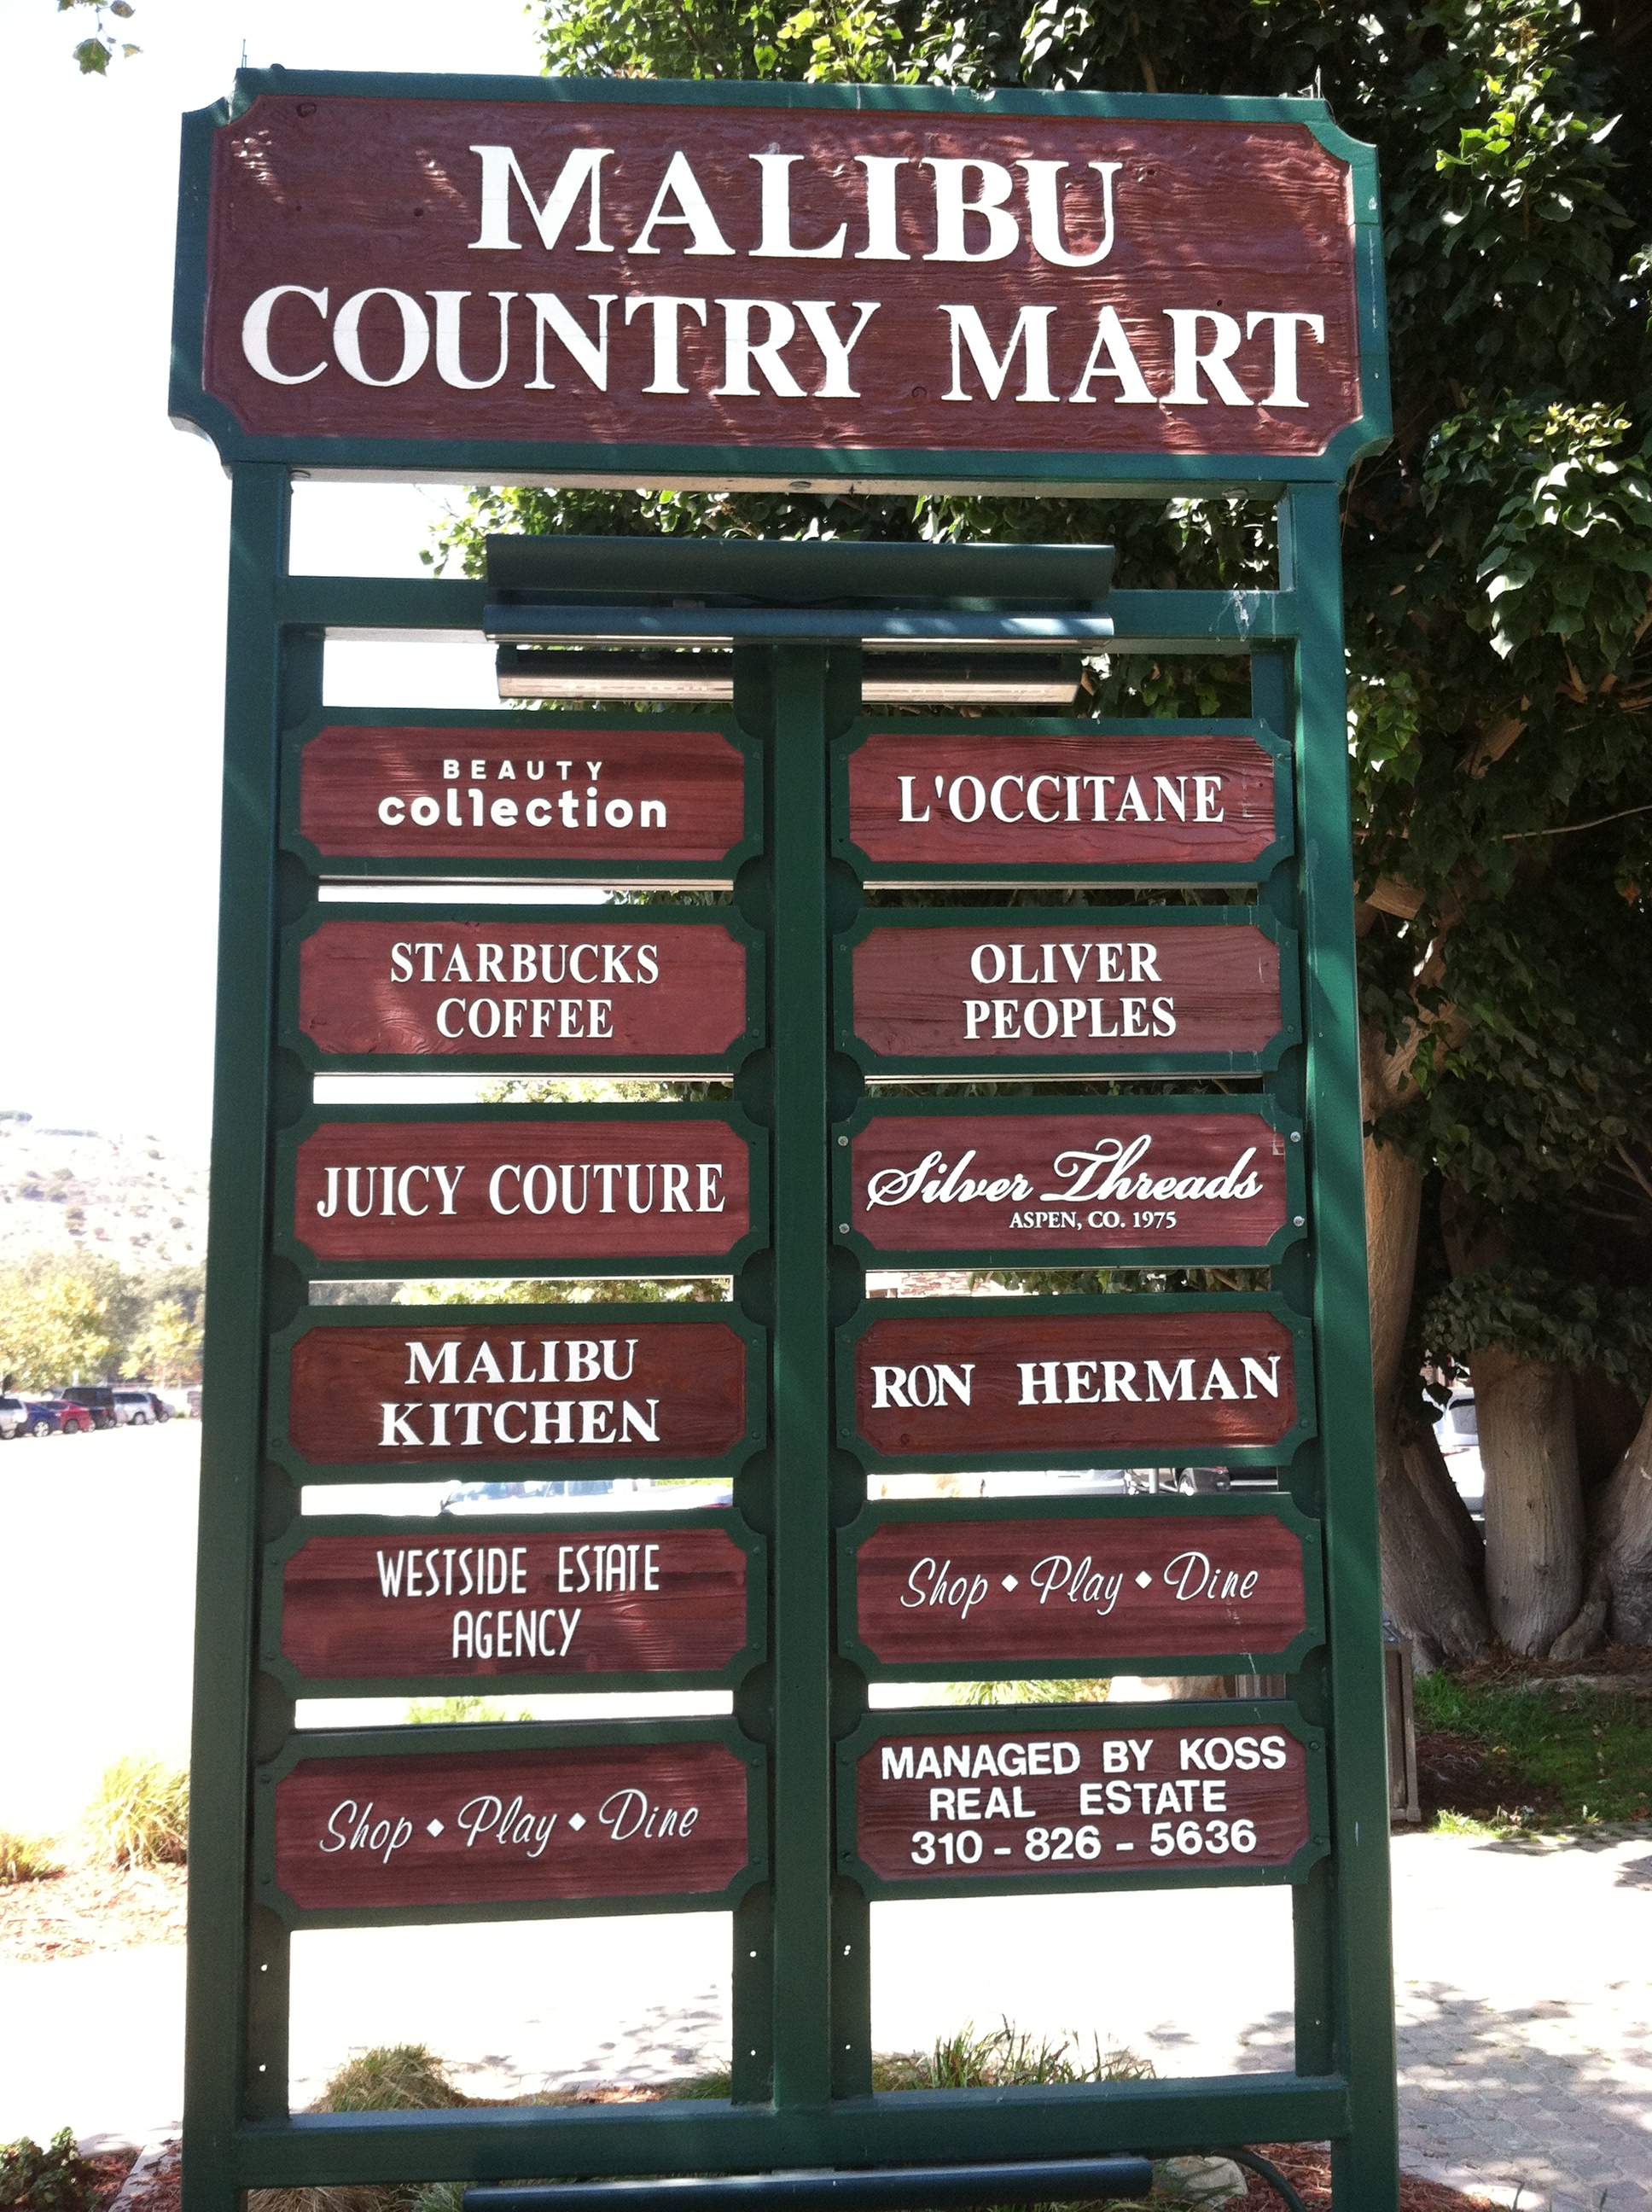 MALIBU
COUNTRY MART
BEAUTY
collection
L'OCCITANE
STARBUCKS
COFFEE
OLIVER
PEOPLES
JUICY COUTURE
Silver Threads
ASPEN, CO. 1975
MALIBU
KITCHEN
RON HERMAN
WESTSIDE ESTATE
AGENCY
Shop • Play • Dine
Shop • Play • Dine
MANAGED BY KOSS
REAL ESTATE
310-826-5636